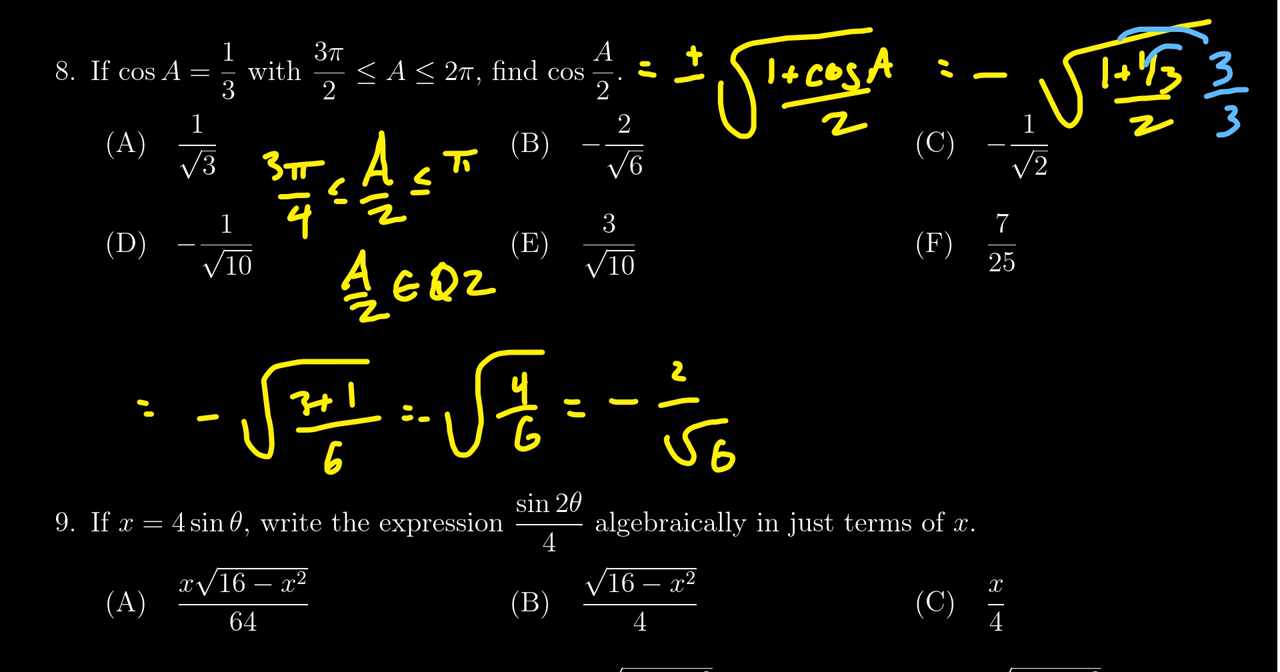 8. If cos A = 1/3 with 3π/2 ≤ A ≤ 2π, find cos A/2. = ± √((1+cos A)/2) = − √((1+1/3)/2) 3/3
(A) 1/√3 (B) −2/√6 (C) −1/√2
3π/4 ≤ A/2 ≤ π
(D) −1/√10 (E) 3/√10 (F) 7/25
A/2 ∈ Q2
= − √((3+1)/6) = − √(4/6) = − 2/√6
9. If x = 4 sin θ, write the expression sin 2θ/4 algebraically in just terms of x.
(A) x√(16 − x²)/64 (B) √(16 − x²)/4 (C) x/4